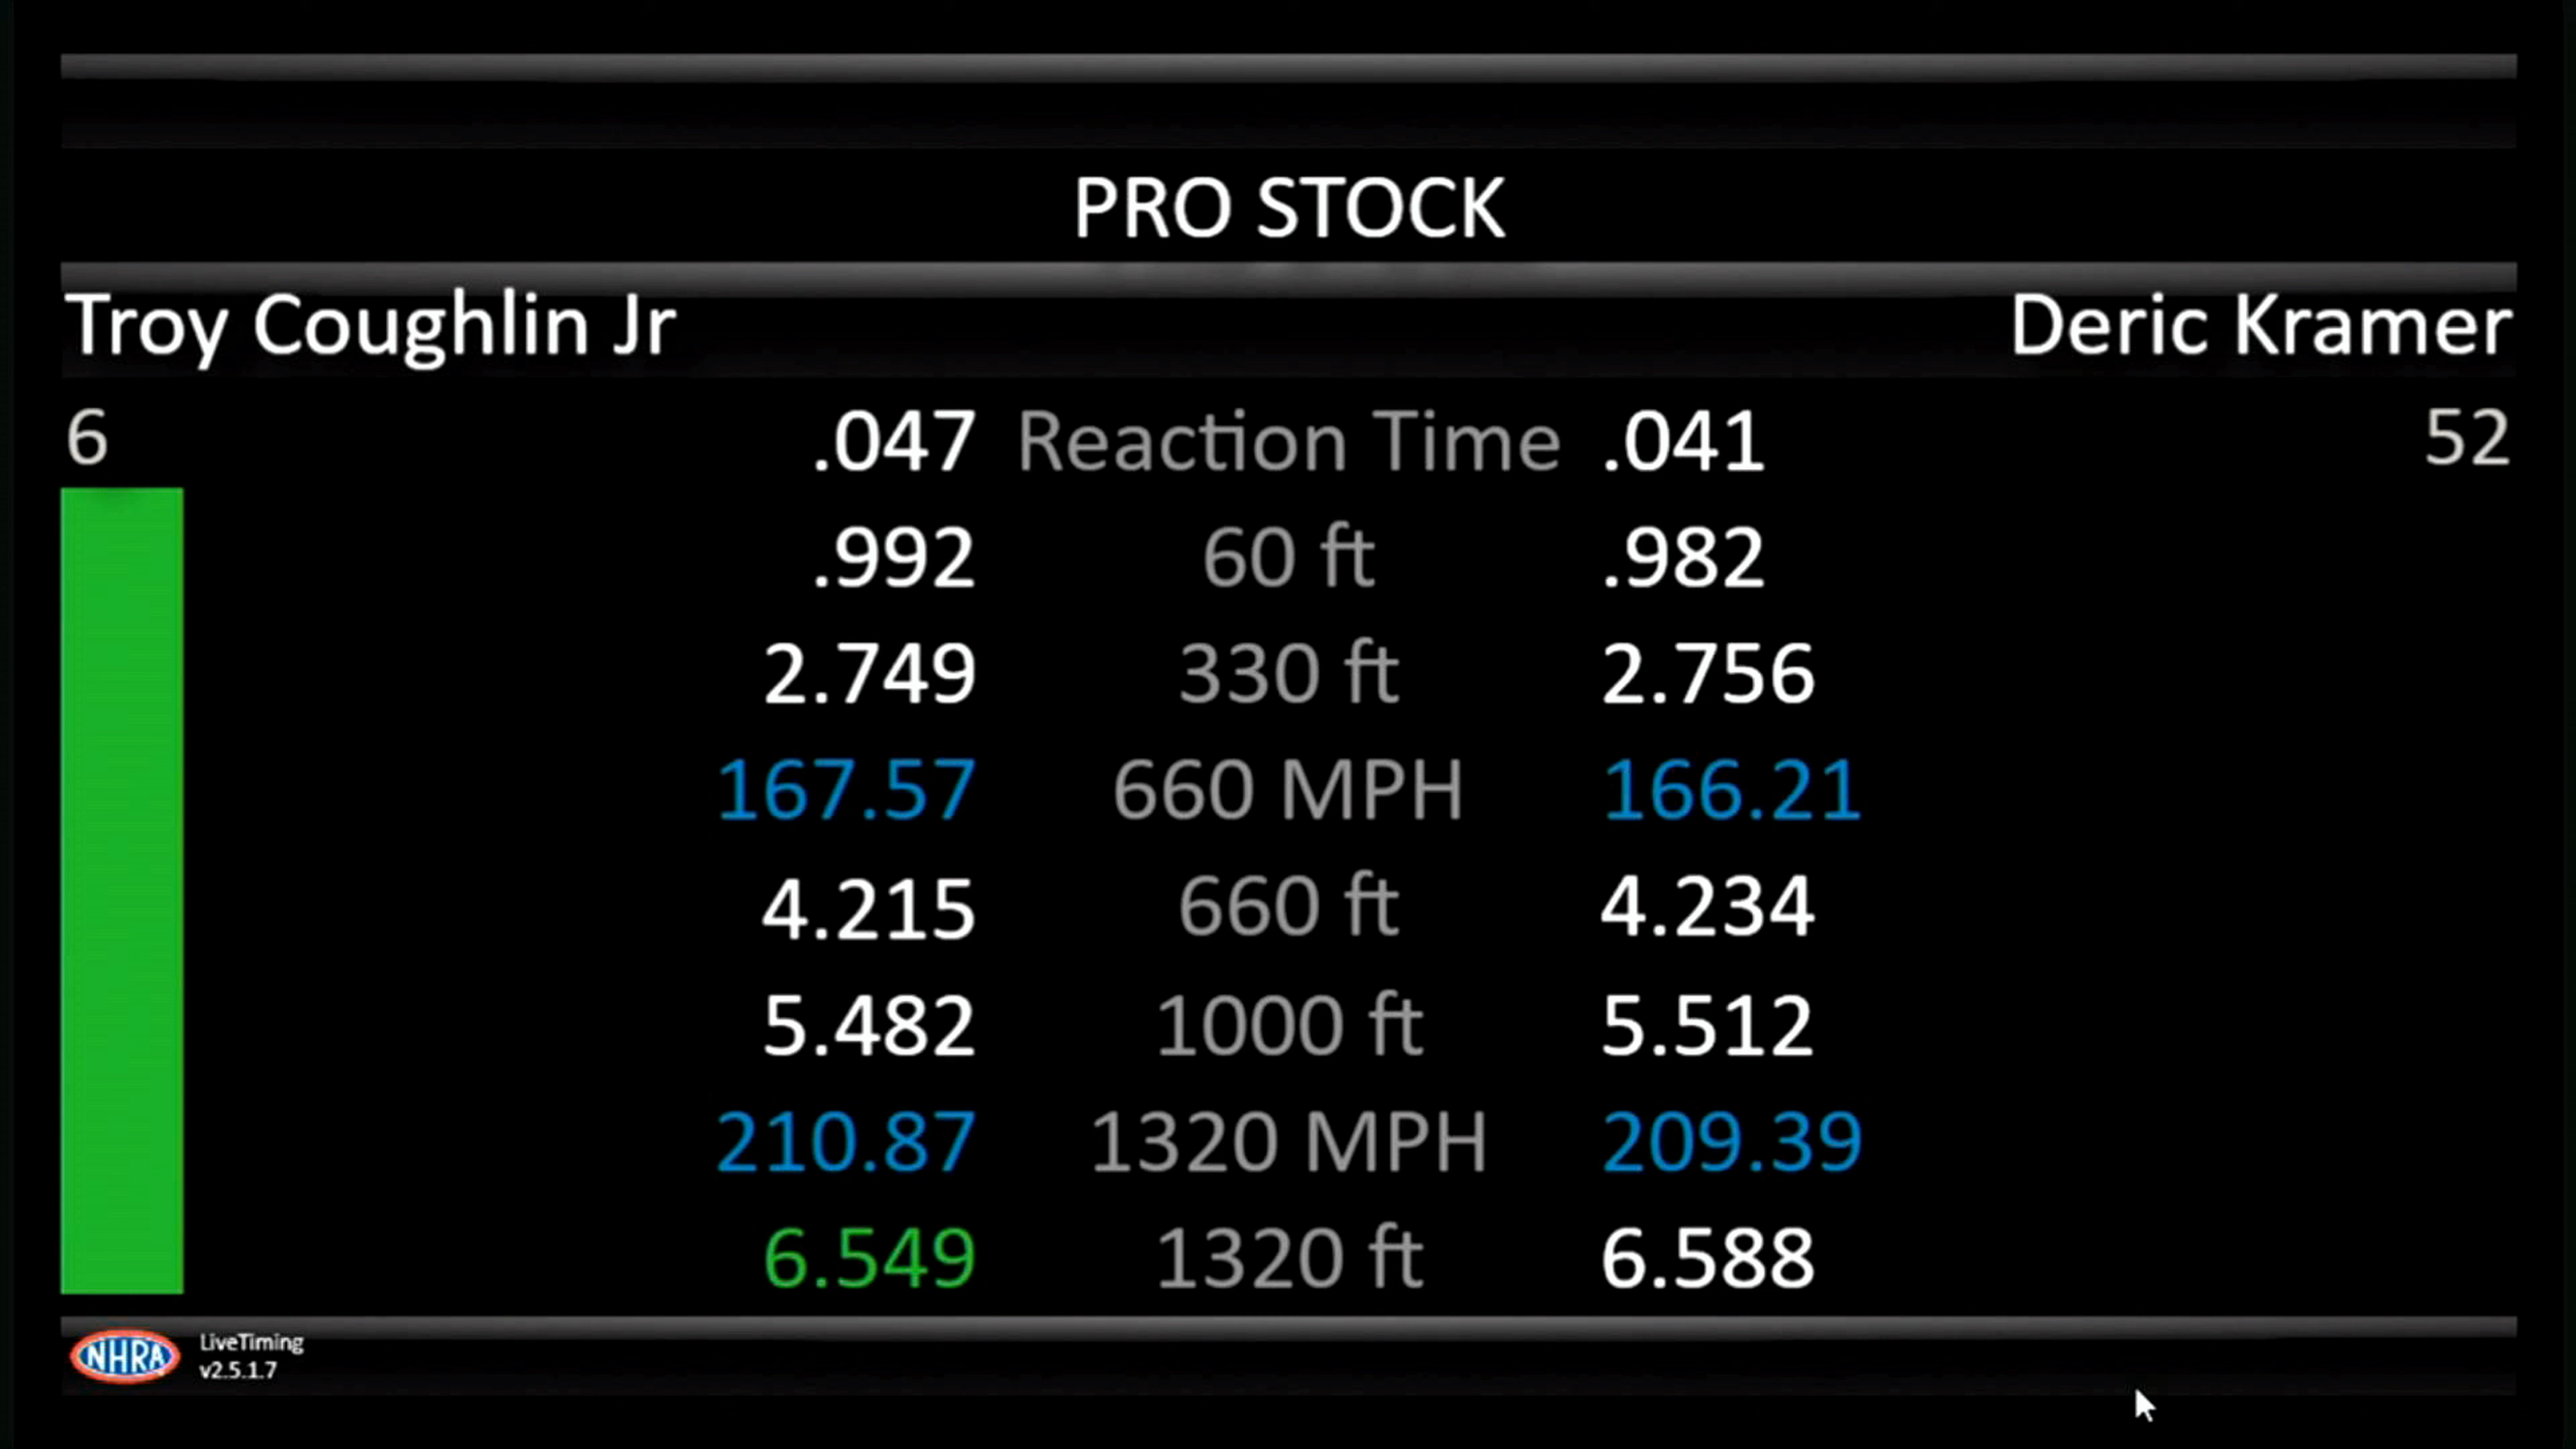 PRO STOCK
Troy Coughlin Jr Deric Kramer
6 .047 Reaction Time .041 52
.992 60 ft .982
2.749 330 ft 2.756
167.57 660 MPH 166.21
4.215 660 ft 4.234
5.482 1000 ft 5.512
210.87 1320 MPH 209.39
6.549 1320 ft 6.588
NHRA LiveTiming
v2.5.1.7